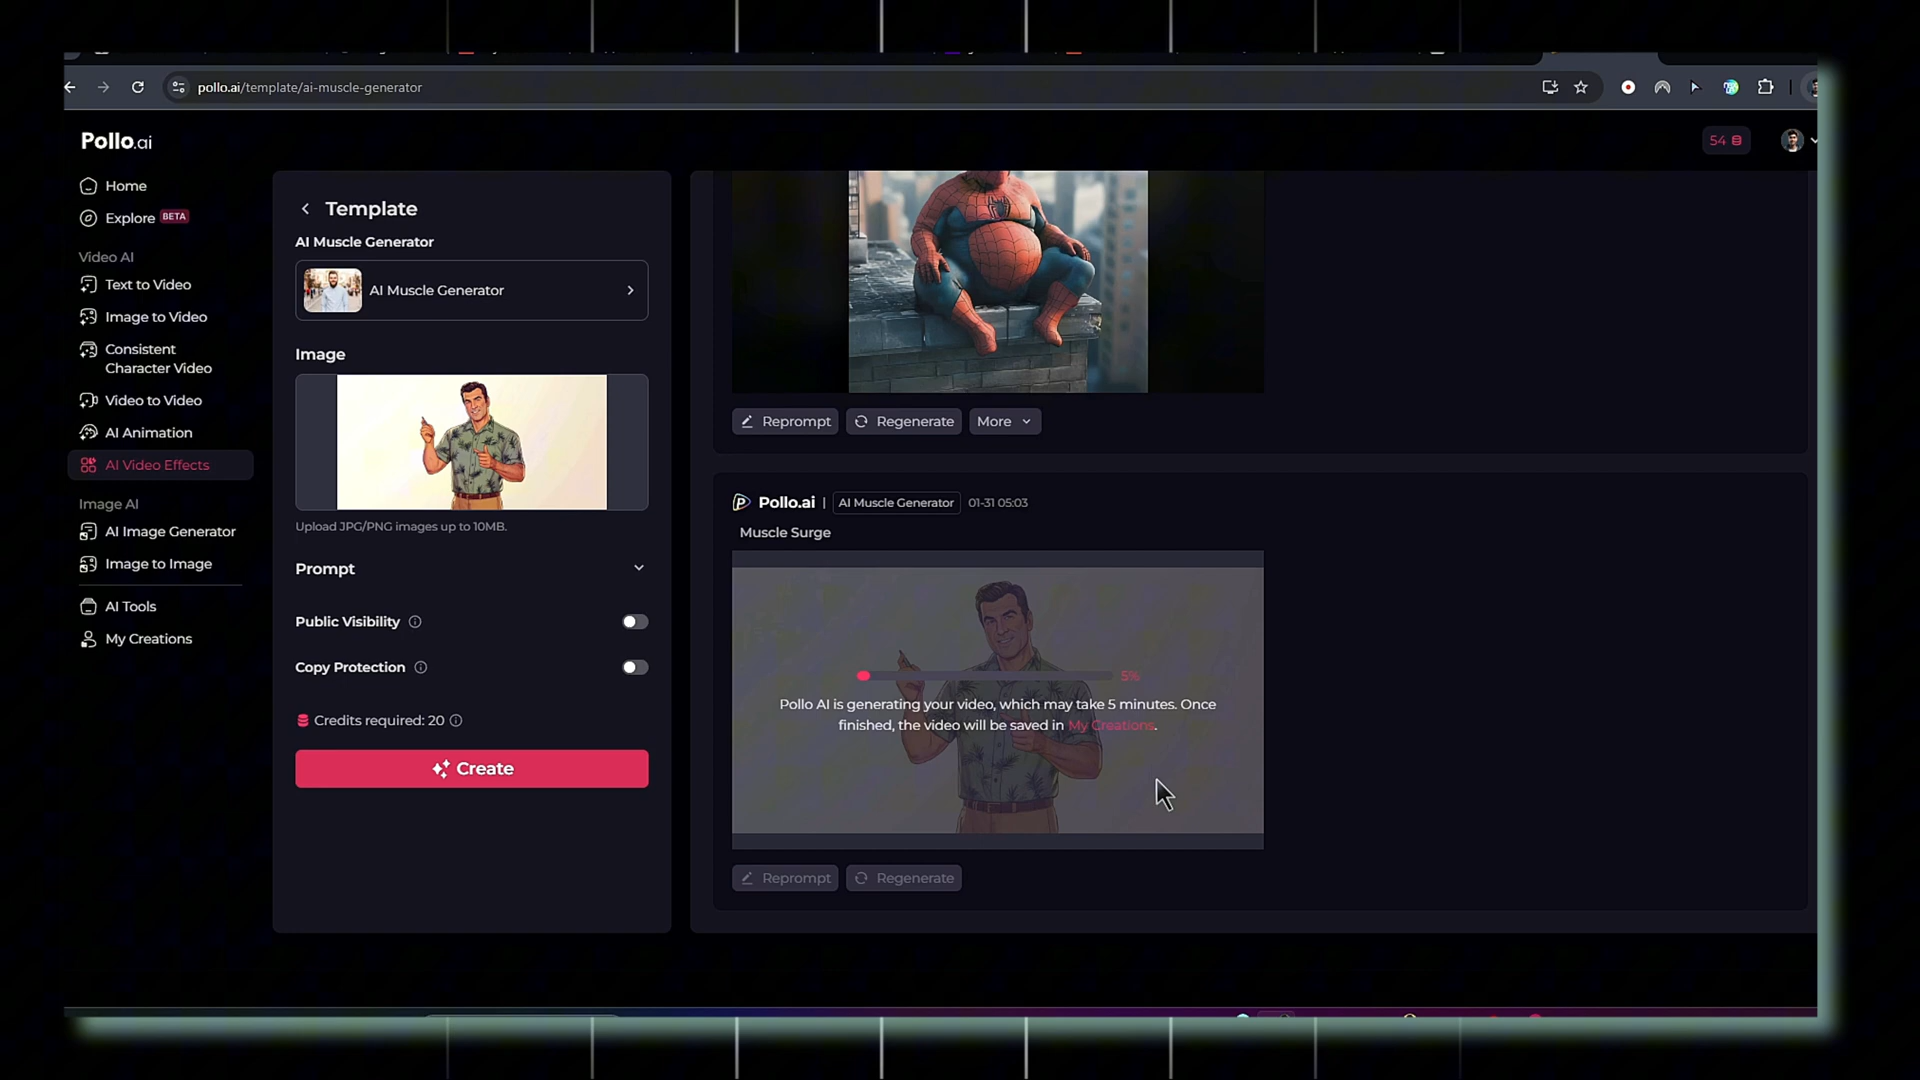 pollo.ai/template/ai-muscle-generator
Pollo.ai
54
Home
Explore BETA
Video AI
Text to Video
Image to Video
Consistent
Character Video
Video to Video
AI Animation
AI Video Effects
Image AI
AI Image Generator
Image to Image
AI Tools
My Creations
Template
AI Muscle Generator
AI Muscle Generator
Image
Upload JPG/PNG images up to 10MB.
Prompt
Public Visibility
Copy Protection
Credits required: 20
Create
Reprompt
Regenerate
More
Pollo.ai | AI Muscle Generator 01-31 05:03
Muscle Surge
5%
Pollo AI is generating your video, which may take 5 minutes. Once
finished, the video will be saved in My Creations.
Reprompt
Regenerate